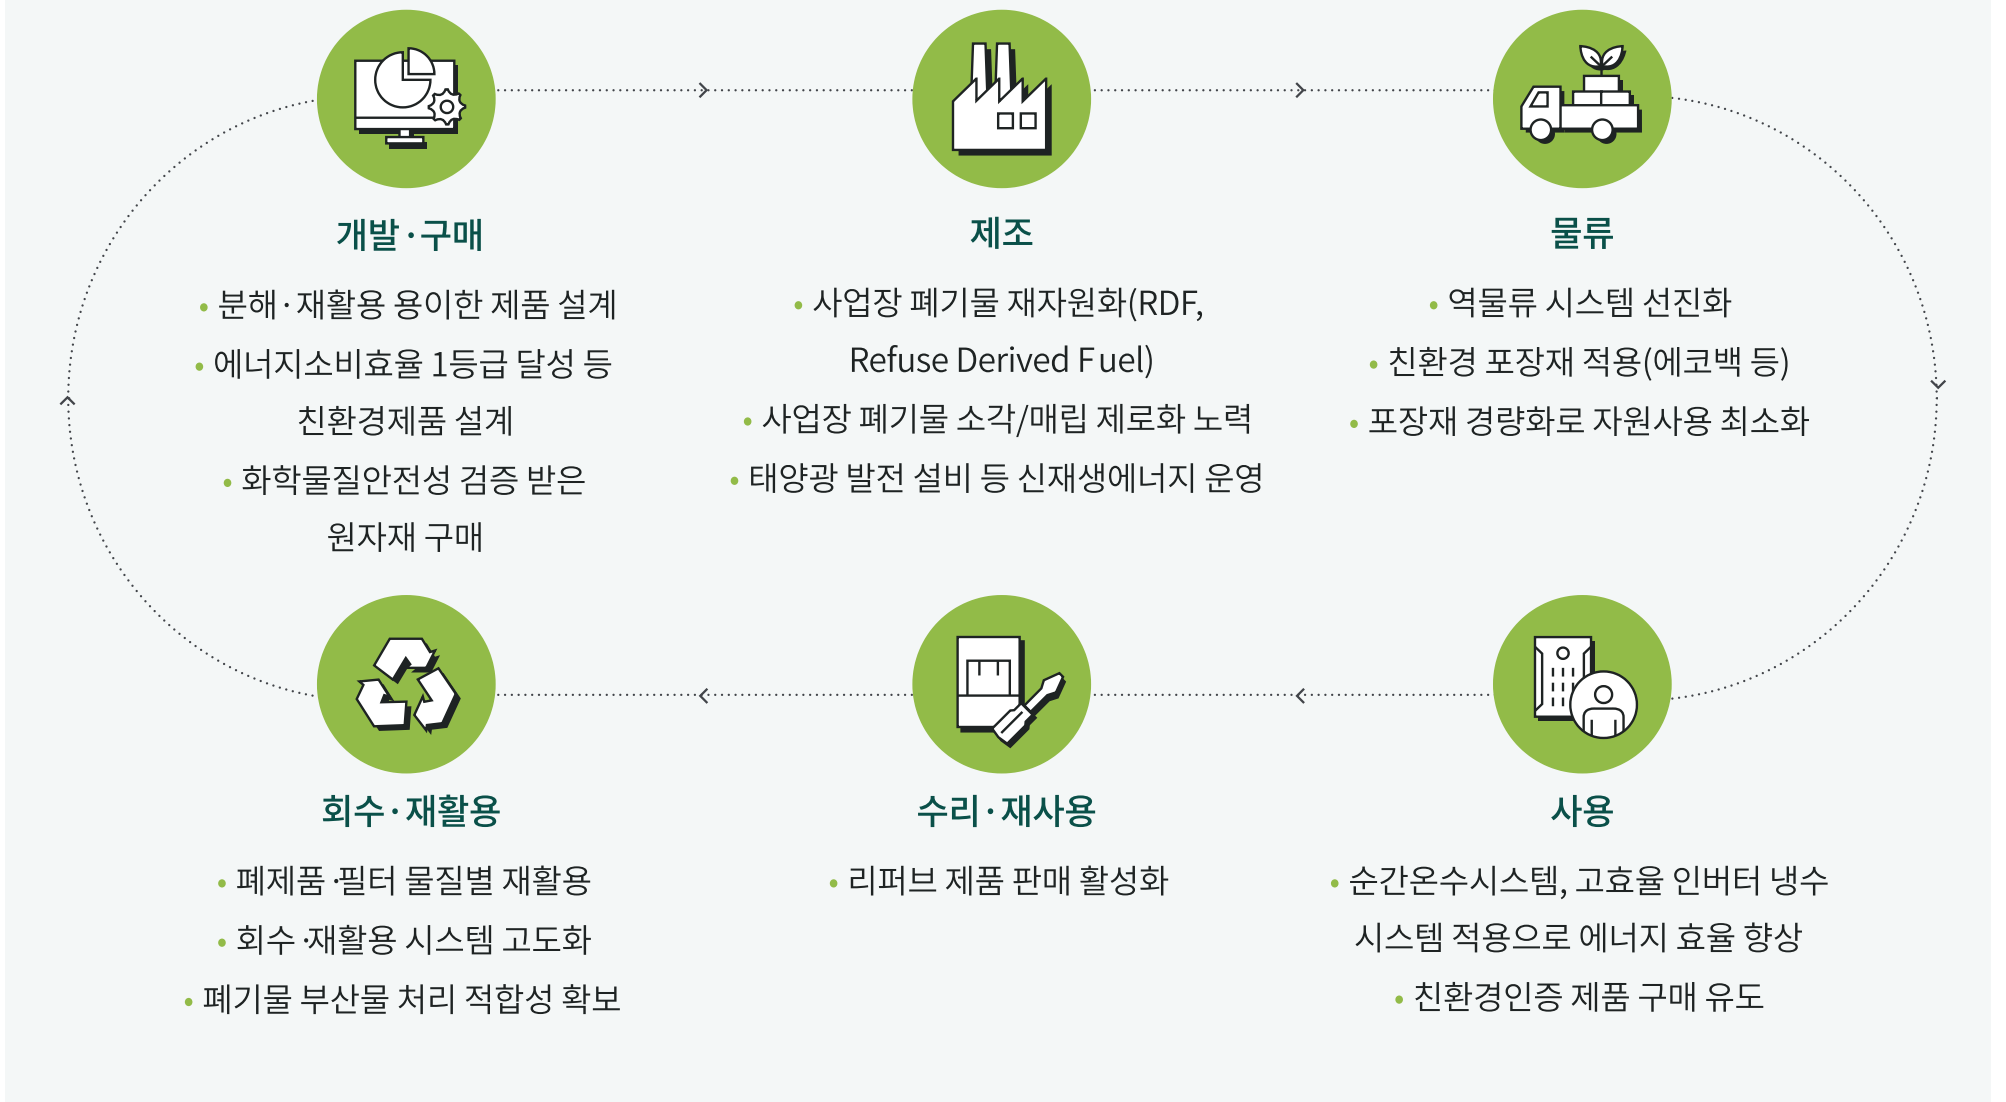 개발·구매
• 분해·재활용 용이한 제품 설계
• 에너지소비효율 1등급 달성 등
친환경제품 설계
• 화학물질안전성 검증 받은
원자재 구매
제조
• 사업장 폐기물 재자원화(RDF,
Refuse Derived Fuel)
• 사업장 폐기물 소각/매립 제로화 노력
• 태양광 발전 설비 등 신재생에너지 운영
물류
• 역물류 시스템 선진화
• 친환경 포장재 적용(에코백 등)
• 포장재 경량화로 자원사용 최소화
회수·재활용
• 폐제품·필터 물질별 재활용
• 회수·재활용 시스템 고도화
• 폐기물 부산물 처리 적합성 확보
수리·재사용
• 리퍼브 제품 판매 활성화
사용
• 순간온수시스템, 고효율 인버터 냉수
시스템 적용으로 에너지 효율 향상
• 친환경인증 제품 구매 유도